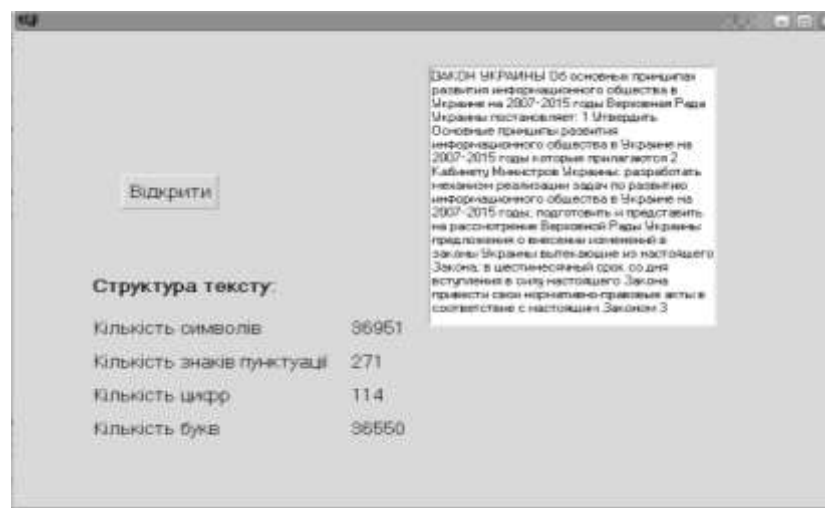 Відкрити
Структура тексту:
Кількість символів 36951
Кількість знаків пунктуації 271
Кількість цифр 114
Кількість букв 36550
ЗАКОН УКРАИНЫ Об основных принципах
развития информационного общества в
Украине на 2007-2015 годы Верховная Рада
Украины постановляет: 1 Утвердить
Основные принципы развития
информационного общества в Украине на
2007-2015 годы которые прилагаются 2
Кабинету Министров Украины: разработать
механизм реализации задач по развитию
информационного общества в Украине на
2007-2015 годы; подготовить и представить
на рассмотрение Верховной Рады Украины
предложения о внесении изменений в
законы Украины вытекающие из настоящего
Закона; в шестимесячный срок со дня
вступления в силу настоящего Закона
привести свои нормативно-правовые акты в
соответствие с настоящим Законом 3